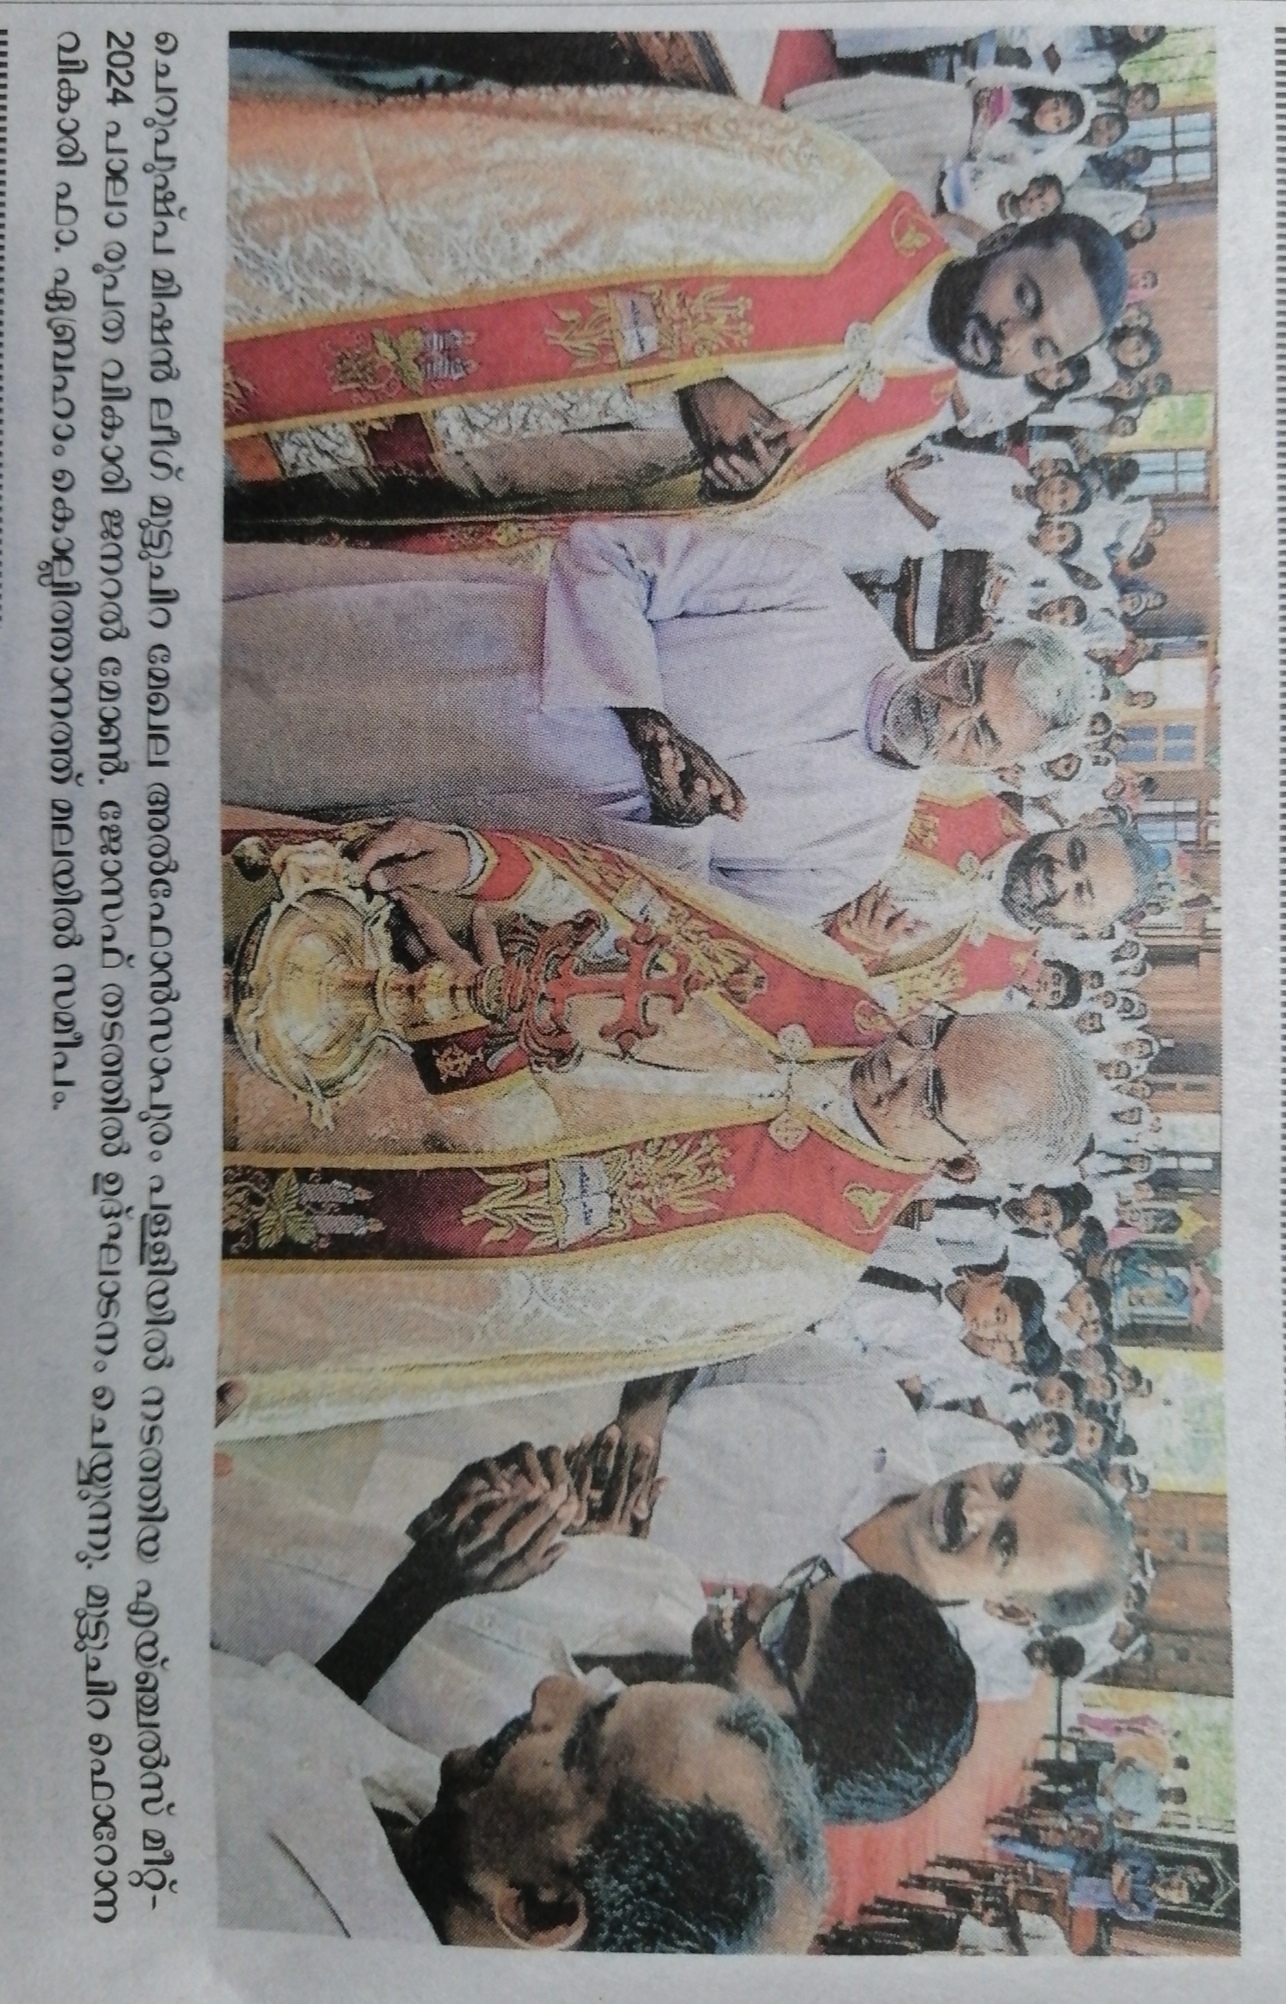 ചെറുപുഷ്പ മിഷൻ ലീഗ് മുട്ടുചിറ മേഖല അൽഫോൻസാപുരം പള്ളിയിൽ നടത്തിയ എയ്ഞ്ചൽസ് മീറ്റ്-
2024 പാലാ രൂപത വികാരി ജനറൽ മോൺ. ജോസഫ് തടത്തിൽ ഉദ്ഘാടനം ചെയ്യുന്നു. മുട്ടുചിറ ഫൊറോന
വികാരി ഫാ. ഏബ്രഹാം കൊല്ലിത്താനത്ത് മലയിൽ സമീപം.